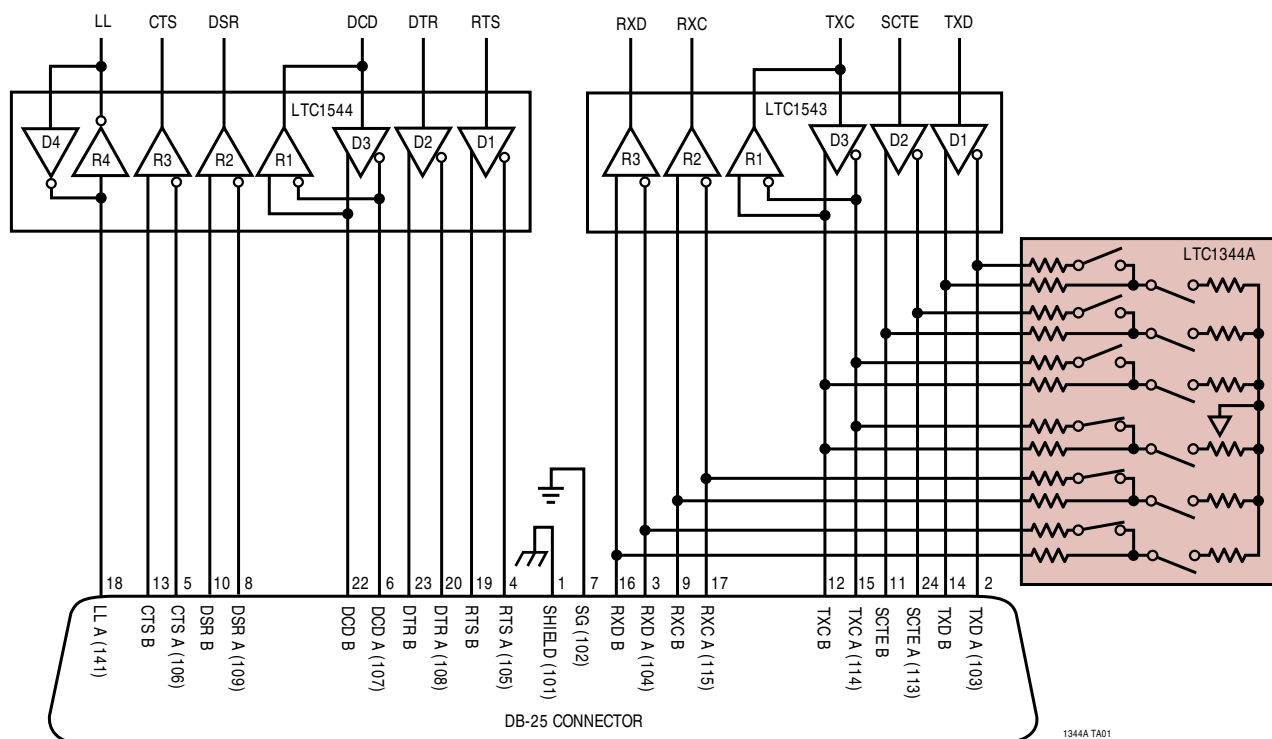 LL CTS DSR DCD DTR RTS RXD RXC TXC SCTE TXD
LTC1544 LTC1543
D4 R4 R3 R2 R1 D3 D2 D1 R3 R2 R1 D3 D2 D1
LTC1344A
18 13 5 10 8 22 6 23 20 19 4 1 7 16 3 9 17 12 15 11 24 14 2
LL A (141)
CTS B
CTS A (106)
DSR B
DSR A (109)
DCD B
DCD A (107)
DTR B
DTR A (108)
RTS B
RTS A (105)
SHIELD (101)
SG (102)
RXD B
RXD A (104)
RXC B
RXC A (115)
TXC B
TXC A (114)
SCTE B
SCTE A (113)
TXD B
TXD A (103)
DB-25 CONNECTOR
1344A TA01